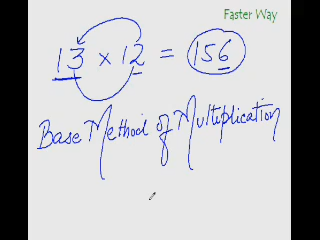 Faster Way
13 × 12 = 156
Base Method of Multiplication